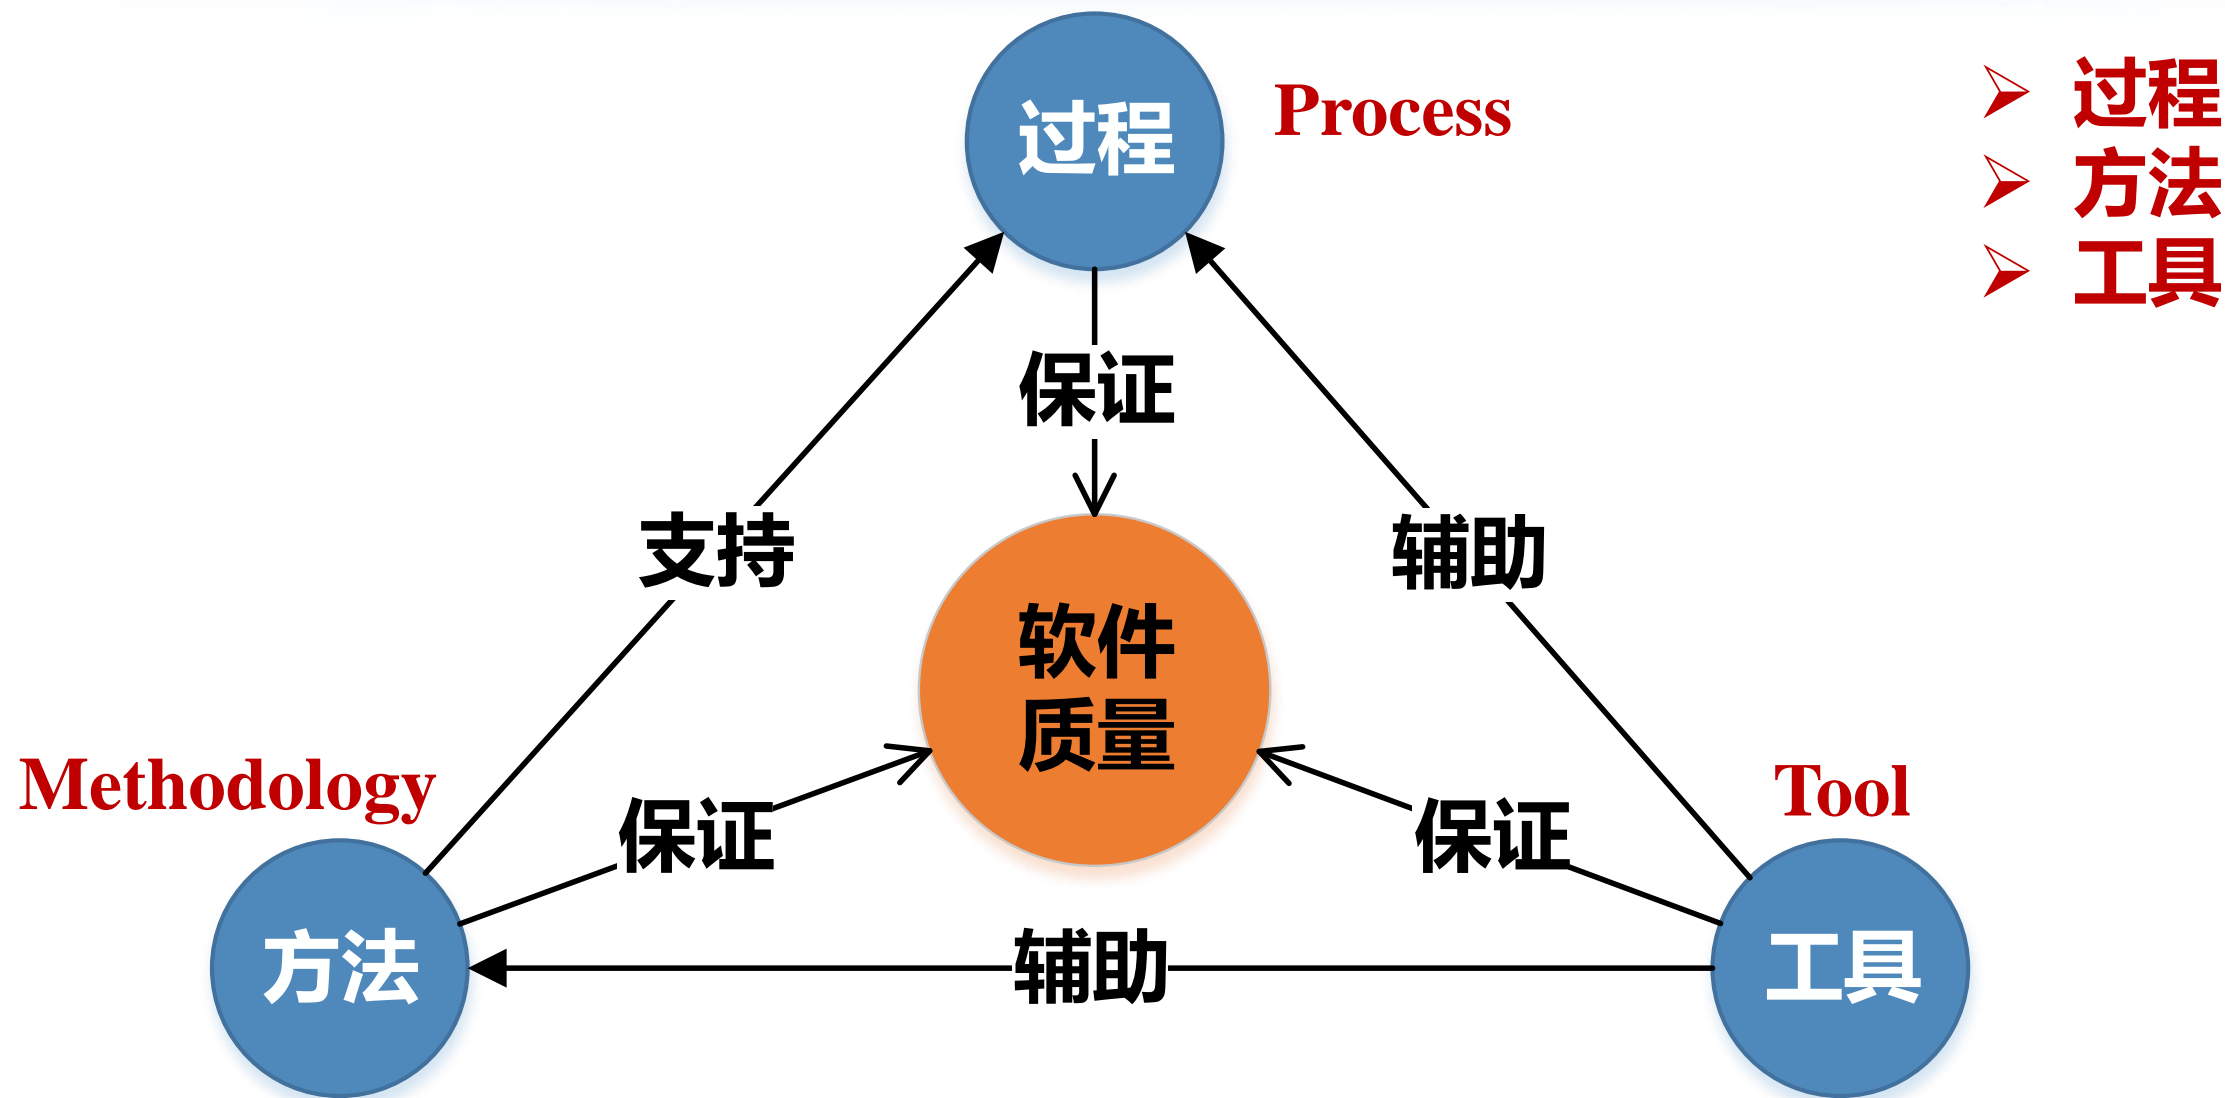 过程
Process
过程
方法
工具
保证
支持
辅助
软件
质量
Methodology
Tool
保证
保证
方法
辅助
工具